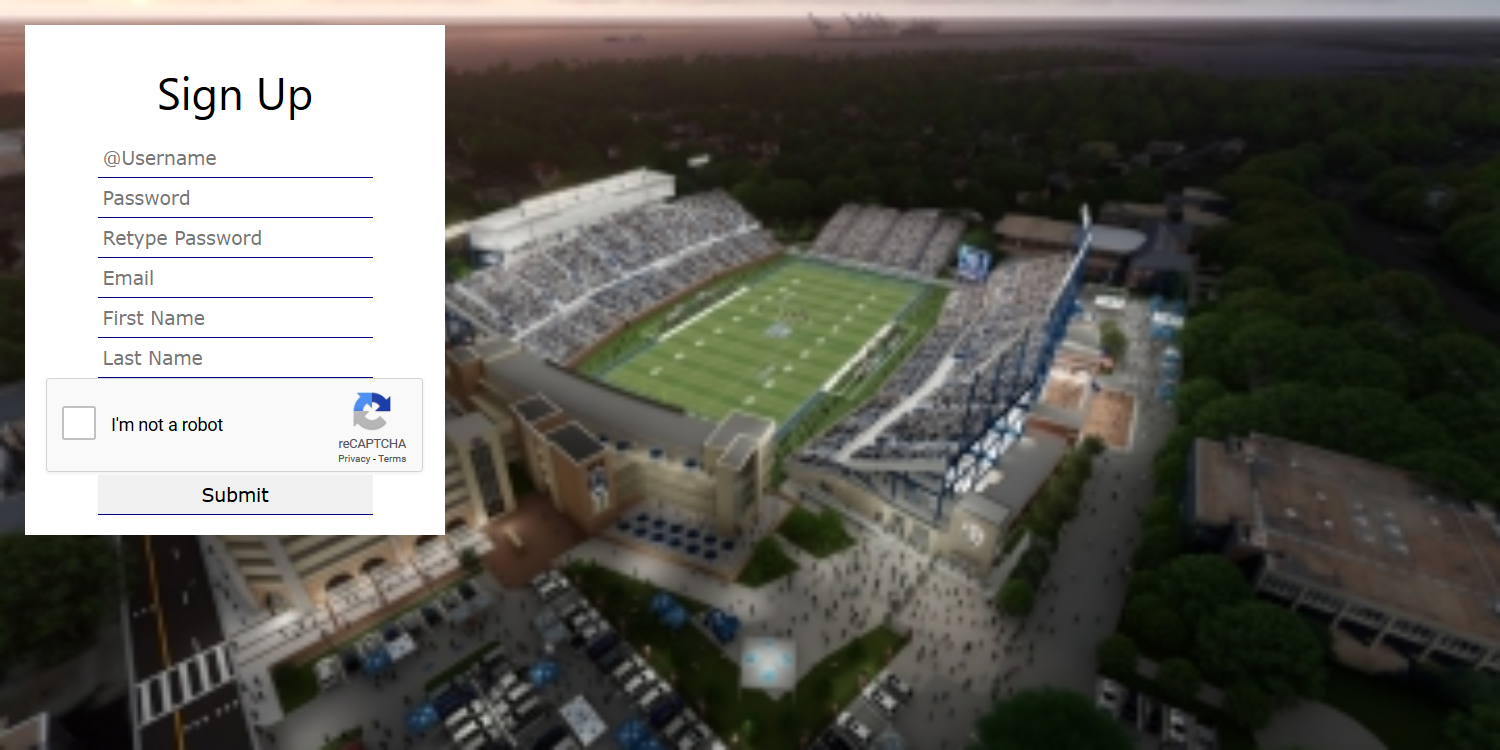 Sign Up
@Username
Password
Retype Password
Email
First Name
Last Name
I'm not a robot
reCAPTCHA
Privacy - Terms
Submit